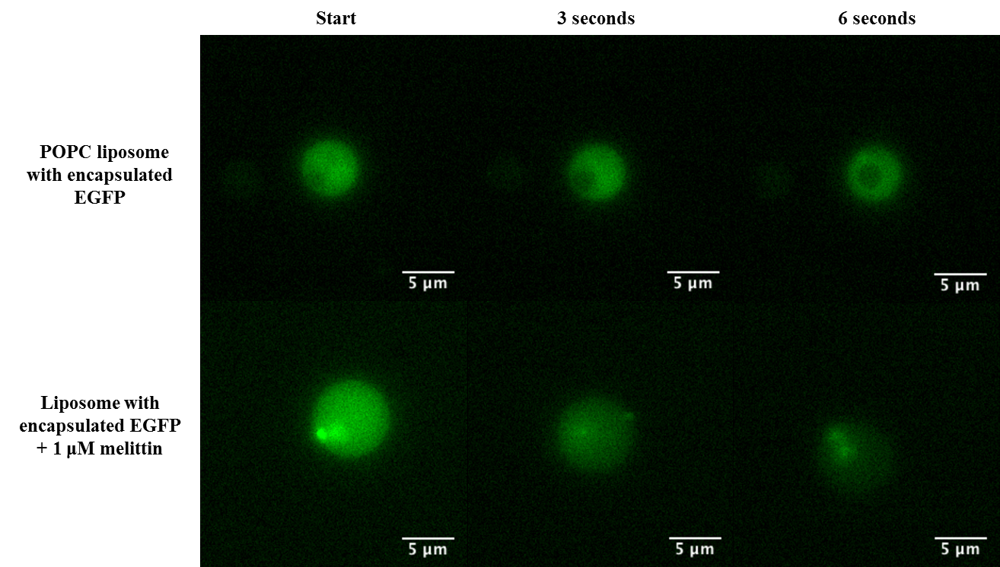 Start
3 seconds
6 seconds
POPC liposome
with encapsulated
EGFP
5 µm
5 µm
5 µm
Liposome with
encapsulated EGFP
+ 1 µM melittin
5 µm
5 µm
5 µm